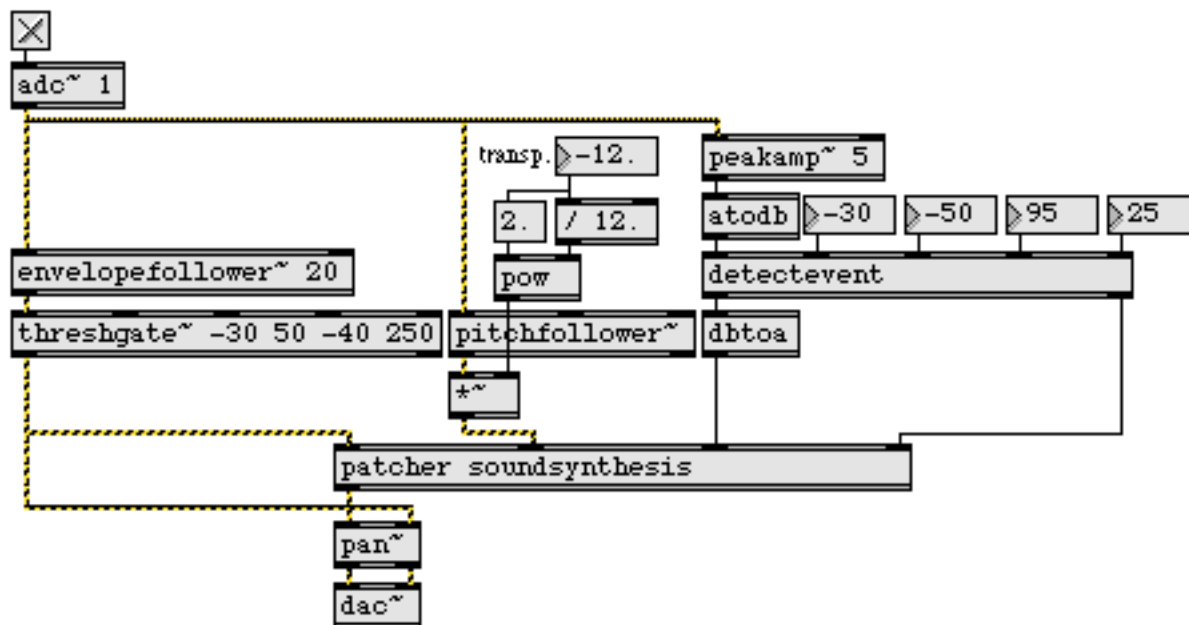 adc~ 1
transp.
-12.
peakamp~ 5
2.
/ 12.
atodb
-30
-50
95
25
envelopefollower~ 20
pow
detectevent
threshgate~ -30 50 -40 250
pitchfollower~
dbtoa
*~
patcher soundsynthesis
pan~
dac~